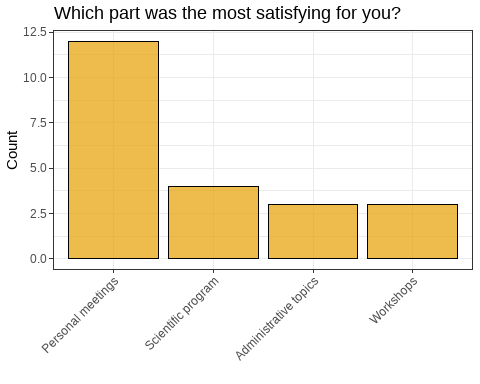 Which part was the most satisfying for you?
12.5
10.0
7.5
5.0
2.5
0.0
Count
Personal meetings
Scientific program
Administrative topics
Workshops